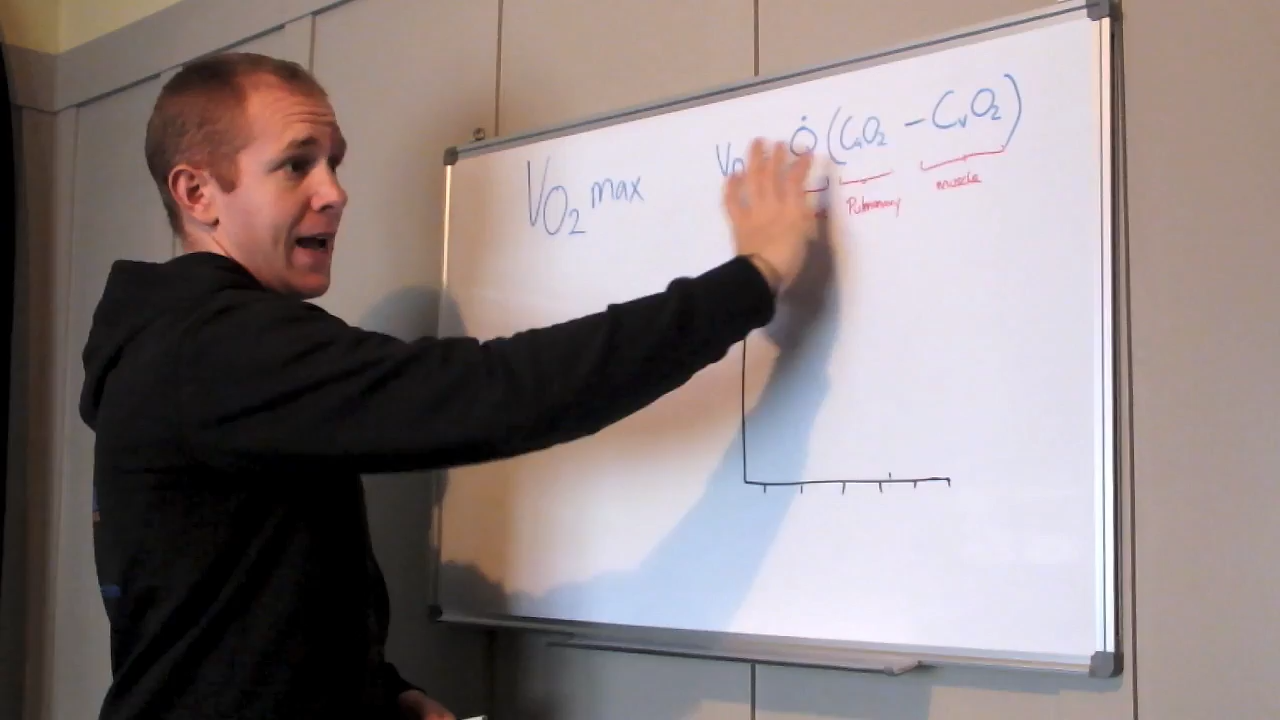 VO₂ max
Q̇ (CaO₂ - CvO₂)
Pulmonary muscle